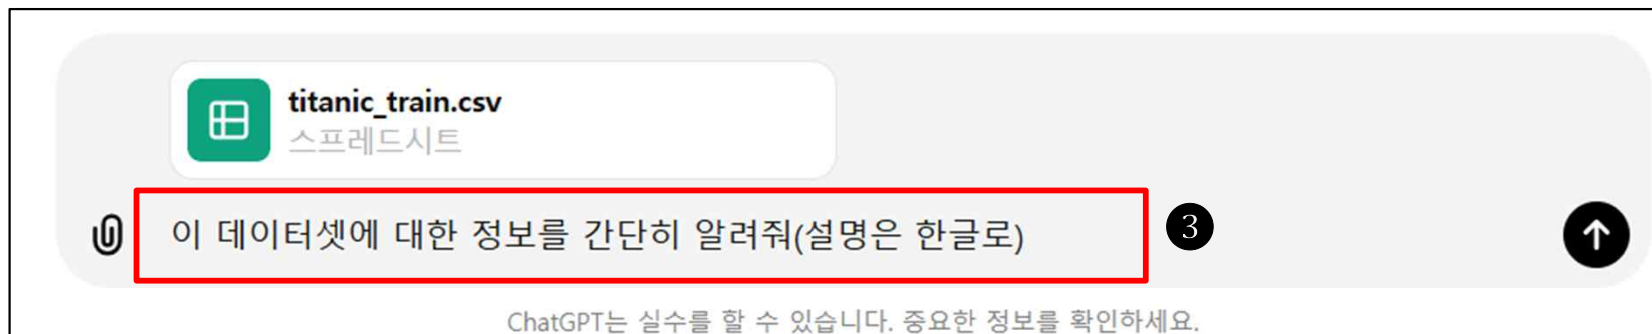 titanic_train.csv
스프레드시트
이 데이터셋에 대한 정보를 간단히 알려줘(설명은 한글로)
3
ChatGPT는 실수를 할 수 있습니다. 중요한 정보를 확인하세요.